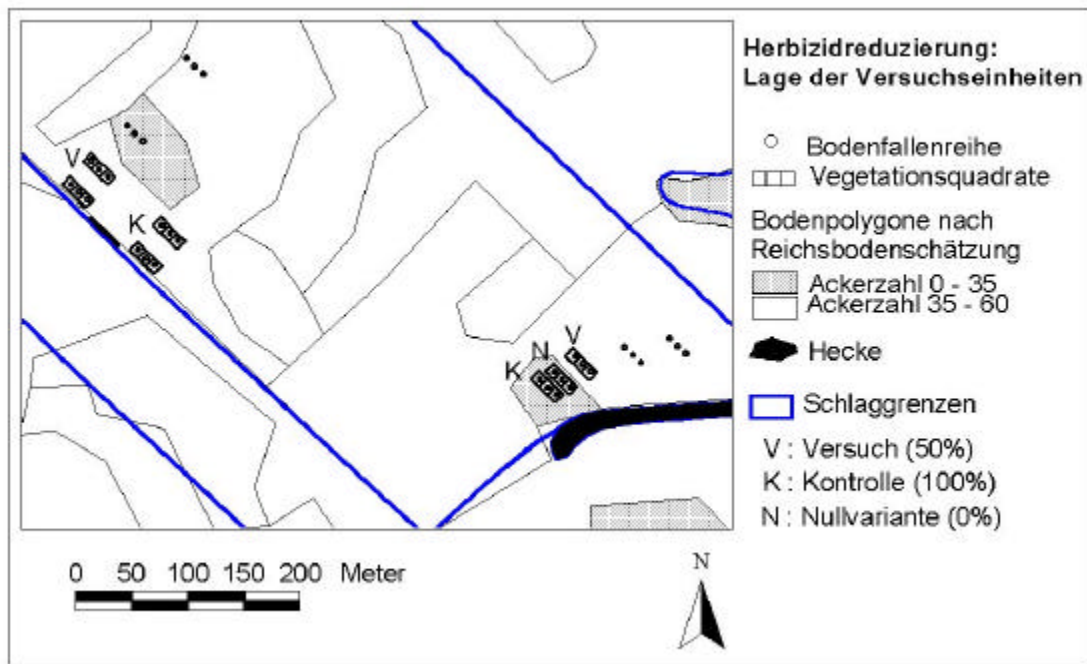 Herbizidreduzierung:
Lage der Versuchseinheiten
Bodenfallenreihe
Vegetationsquadrate
Bodenpolygone nach
Reichsbodenschätzung
Ackerzahl 0 - 35
Ackerzahl 35 - 60
Hecke
Schlaggrenzen
V : Versuch (50%)
K : Kontrolle (100%)
N : Nullvariante (0%)
V
K
V
N
K
0 50 100 150 200 Meter
N